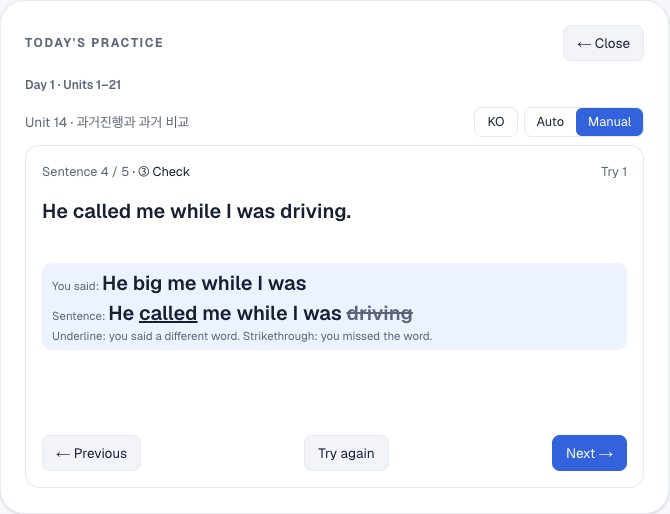 TODAY'S PRACTICE
← Close
Day 1 · Units 1–21
Unit 14 · 과거진행과 과거 비교
KO
Auto
Manual
Sentence 4 / 5 · ③ Check
Try 1
He called me while I was driving.
You said: He big me while I was
Sentence: He called me while I was driving
Underline: you said a different word. Strikethrough: you missed the word.
← Previous
Try again
Next →